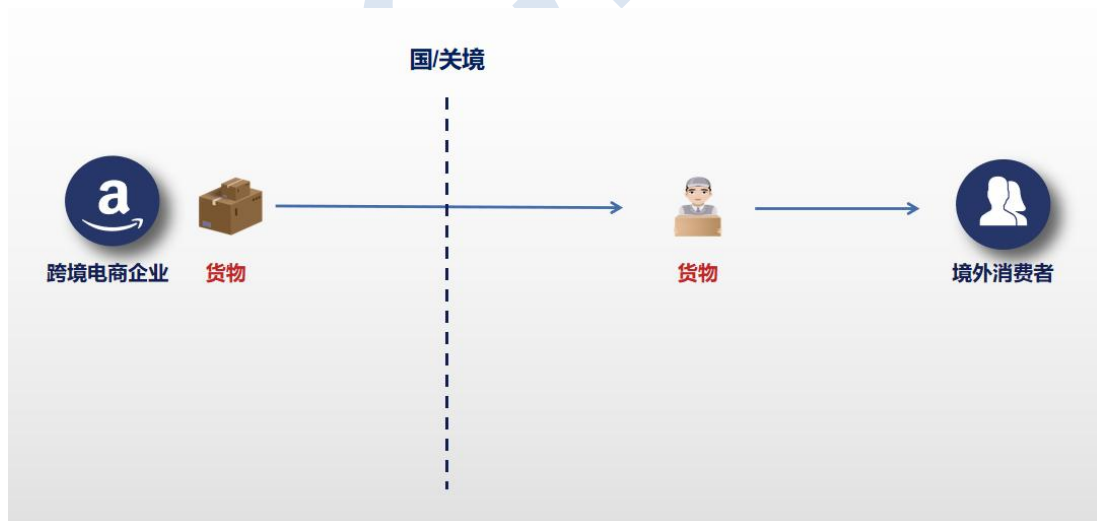 国/关境
跨境电商企业
货物
货物
境外消费者